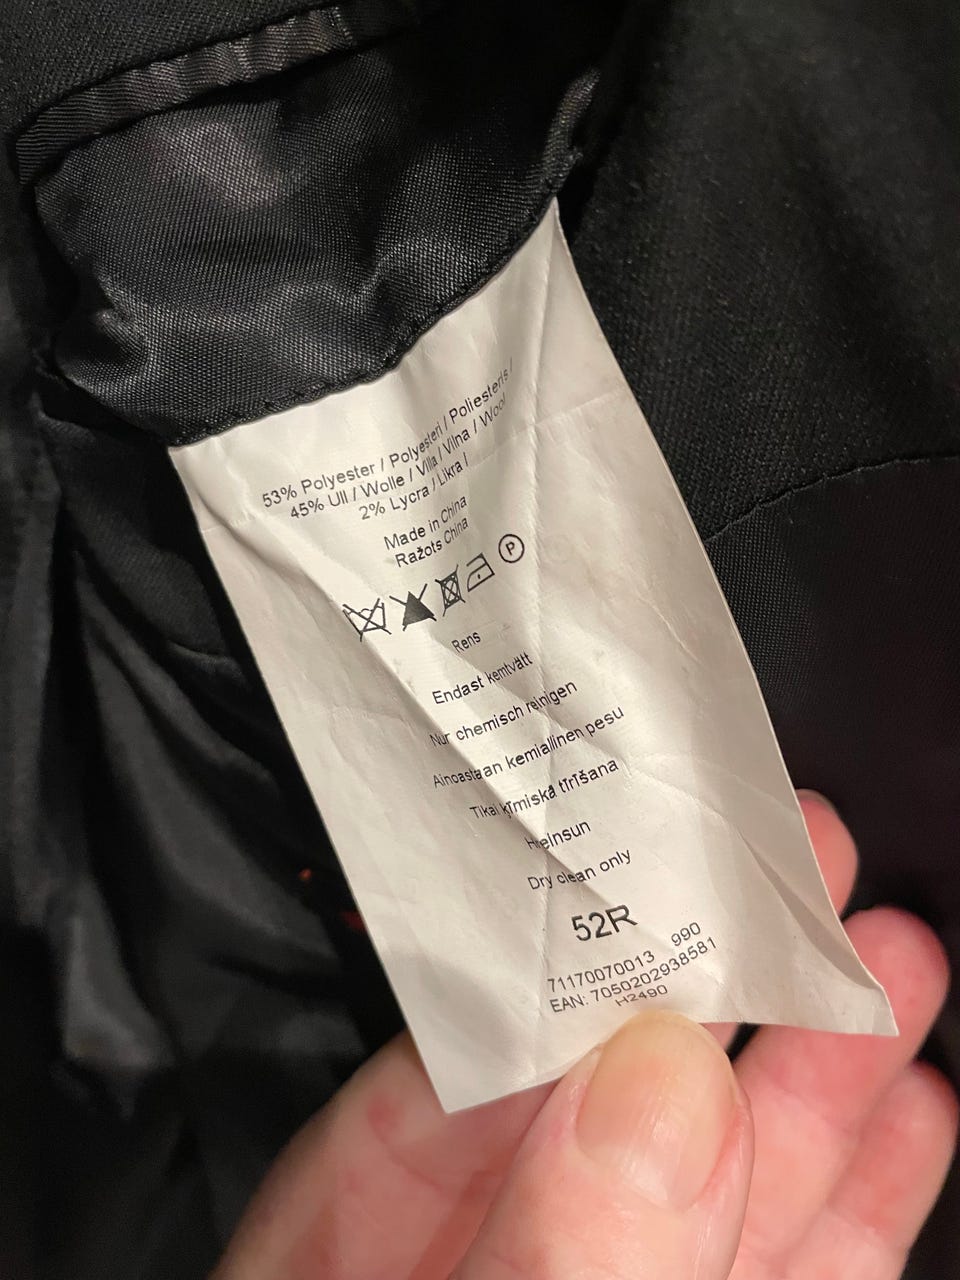 53% Polyester / Polyesteri / Poliesteris /
45% Ull / Wolle / Villa / Vilna / Wool
2% Lycra / Likra /
Made in China
Ražots China
P
Rens
Endast kemtvätt
Nur chemisch reinigen
Ainoastaan kemiallinen pesu
Tikai ķīmiskā tīrīšana
Hreinsun
Dry clean only
52R
71170070013 990
EAN: 7050202938581
H2490